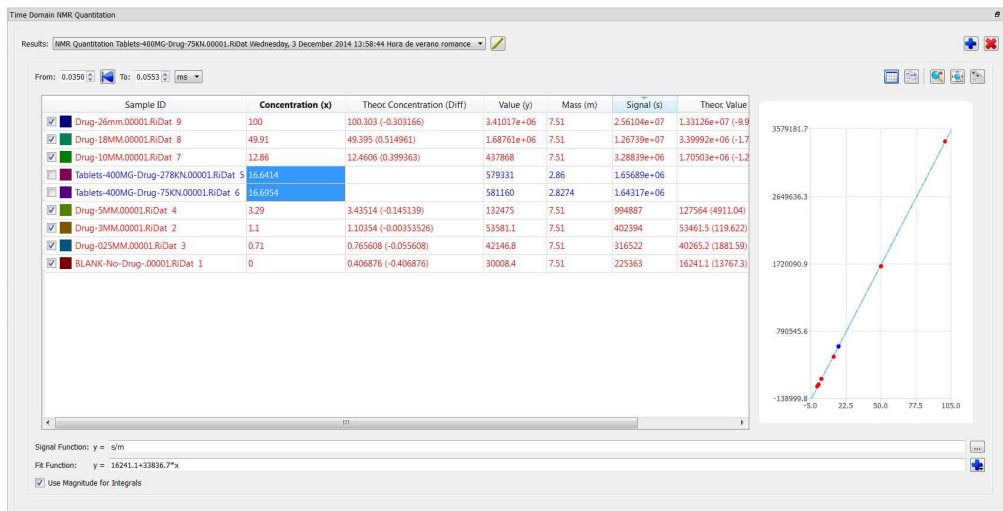 Time Domain NMR Quantitation
Results: NMR Quantitation Tablets-400MG-Drug-75KN.00001.RiDat Wednesday, 3 December 2014 13:58:44 Hora de verano romance
From: 0.0350 To: 0.0553 ms
Sample ID Concentration (x) Theor. Concentration (Diff) Value (y) Mass (m) Signal (s) Theor. Value
Drug-26mm.00001.RiDat 9 100 100.303 (-0.303166) 3.41017e+06 7.51 2.56104e+07 1.33126e+07 (-9.9
Drug-18MM.00001.RiDat 8 49.91 49.395 (0.514961) 1.68761e+06 7.51 1.26739e+07 3.39992e+06 (-1.7
Drug-10MM.00001.RiDat 7 12.86 12.4606 (0.399363) 437868 7.51 3.28839e+06 1.70503e+06 (-1.2
Tablets-400MG-Drug-278KN.00001.RiDat 5 16.6414 579331 2.86 1.65689e+06
Tablets-400MG-Drug-75KN.00001.RiDat 6 16.6954 581160 2.8274 1.64317e+06
Drug-5MM.00001.RiDat 4 3.29 3.43514 (-0.145139) 132475 7.51 994887 127564 (4911.04)
Drug-3MM.00001.RiDat 2 1.1 1.10354 (-0.00353526) 53581.1 7.51 402394 53461.5 (119.622)
Drug-025MM.00001.RiDat 3 0.71 0.765608 (-0.055608) 42146.8 7.51 316522 40265.2 (1881.59)
BLANK-No-Drug-.00001.RiDat 1 0 0.406876 (-0.406876) 30008.4 7.51 225363 16241.1 (13767.3)
3579181.7
2649636.3
1720090.9
790545.6
-138999.8
-5.0 22.5 50.0 77.5 105.0
Signal Function: y = s/m
...
Fit Function: y = 16241.1+33836.7*x
Use Magnitude for Integrals